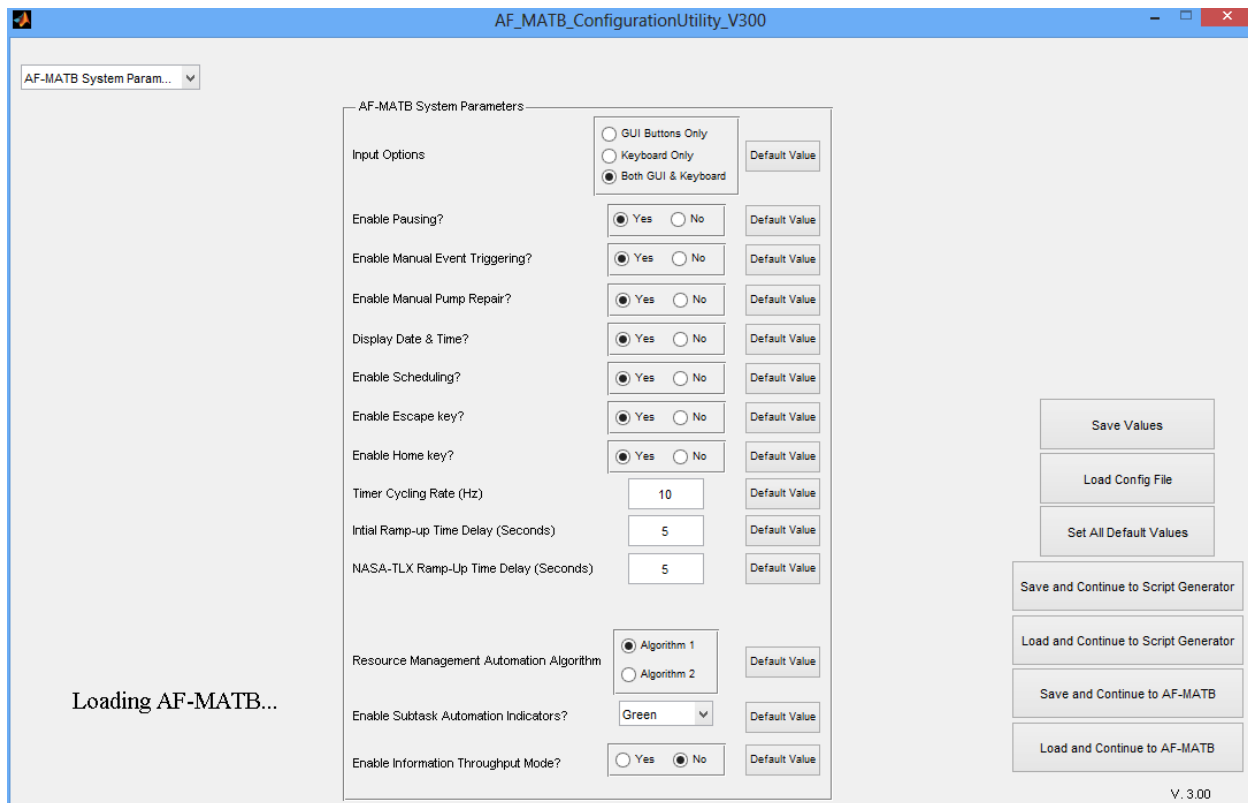 AF_MATB_ConfigurationUtility_V300
AF-MATB System Param...
AF-MATB System Parameters
Input Options
GUI Buttons Only
Keyboard Only
Both GUI & Keyboard
Default Value
Enable Pausing? Yes No Default Value
Enable Manual Event Triggering? Yes No Default Value
Enable Manual Pump Repair? Yes No Default Value
Display Date & Time? Yes No Default Value
Enable Scheduling? Yes No Default Value
Enable Escape key? Yes No Default Value
Enable Home key? Yes No Default Value
Timer Cycling Rate (Hz) 10 Default Value
Intial Ramp-up Time Delay (Seconds) 5 Default Value
NASA-TLX Ramp-Up Time Delay (Seconds) 5 Default Value
Resource Management Automation Algorithm
Algorithm 1
Algorithm 2
Default Value
Enable Subtask Automation Indicators? Green Default Value
Enable Information Throughput Mode? Yes No Default Value
Loading AF-MATB...
Save Values
Load Config File
Set All Default Values
Save and Continue to Script Generator
Load and Continue to Script Generator
Save and Continue to AF-MATB
Load and Continue to AF-MATB
V. 3.00